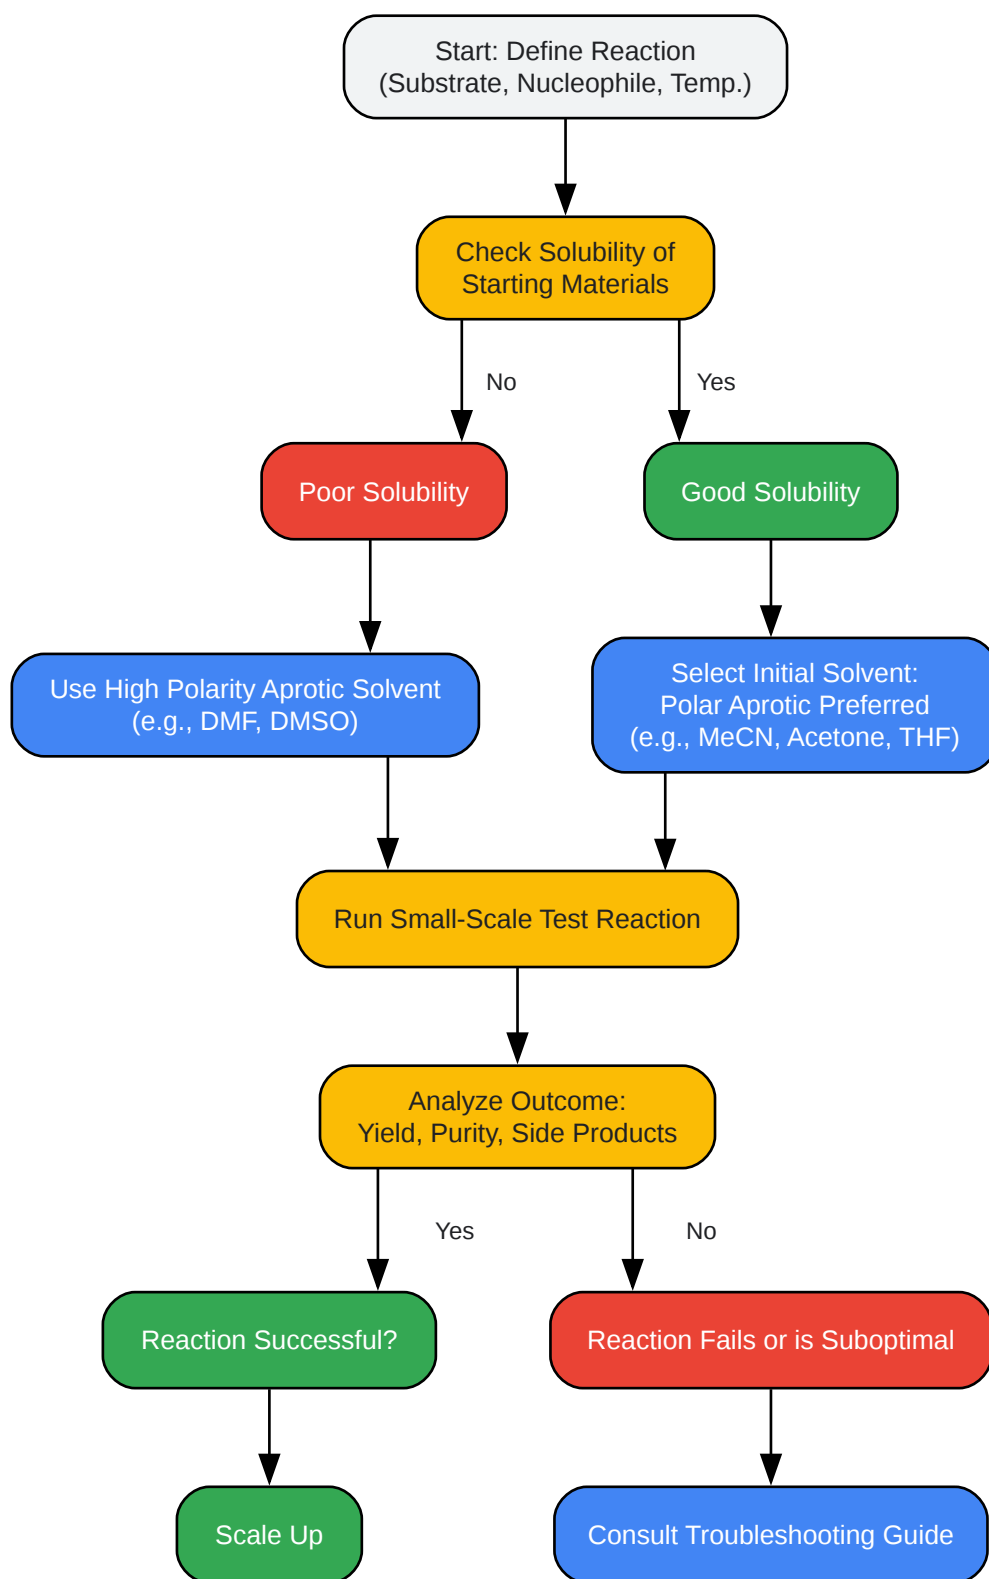 Start: Define Reaction
(Substrate, Nucleophile, Temp.)
Check Solubility of
Starting Materials
No
Yes
Poor Solubility
Good Solubility
Use High Polarity Aprotic Solvent
(e.g., DMF, DMSO)
Select Initial Solvent:
Polar Aprotic Preferred
(e.g., MeCN, Acetone, THF)
Run Small-Scale Test Reaction
Analyze Outcome:
Yield, Purity, Side Products
Yes
No
Reaction Successful?
Reaction Fails or is Suboptimal
Scale Up
Consult Troubleshooting Guide